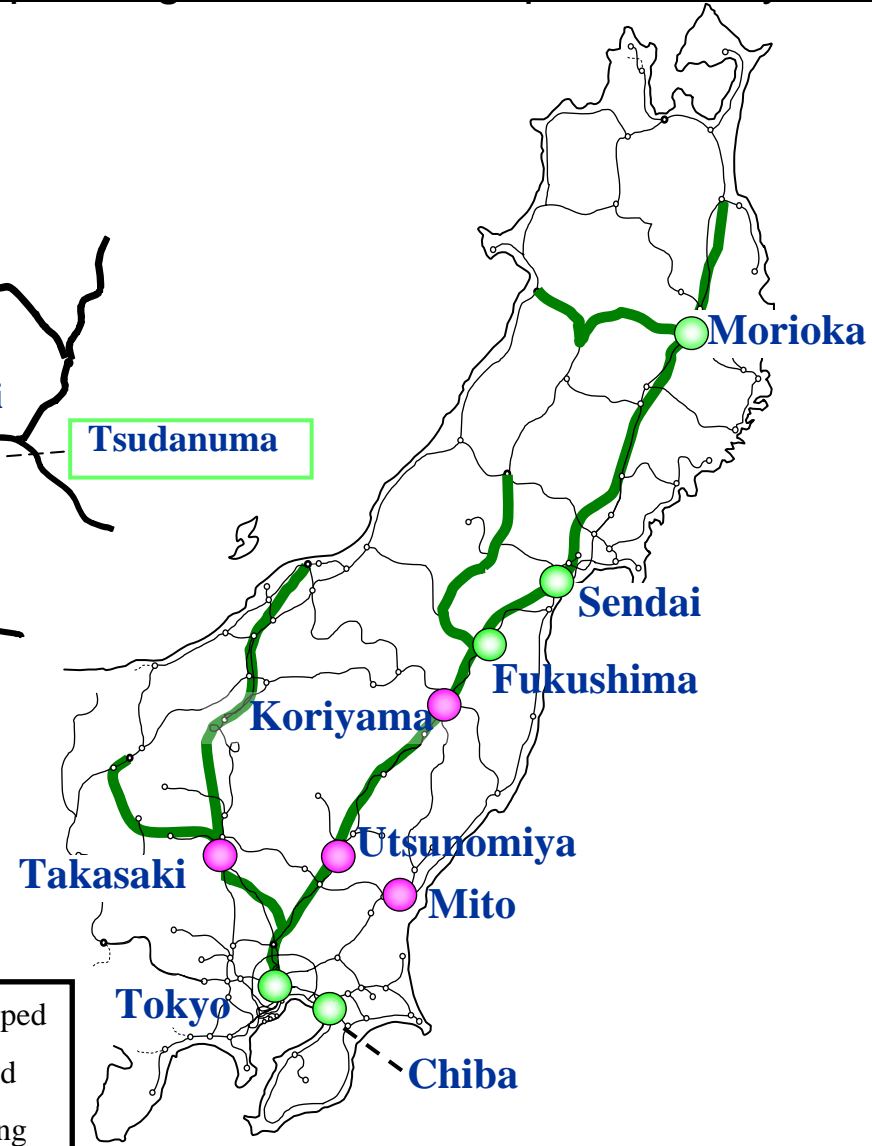 Morioka
Tsudanuma
Sendai
Fukushima
Koriyama
Utsunomiya
Takasaki
Mito
Tokyo
Chiba